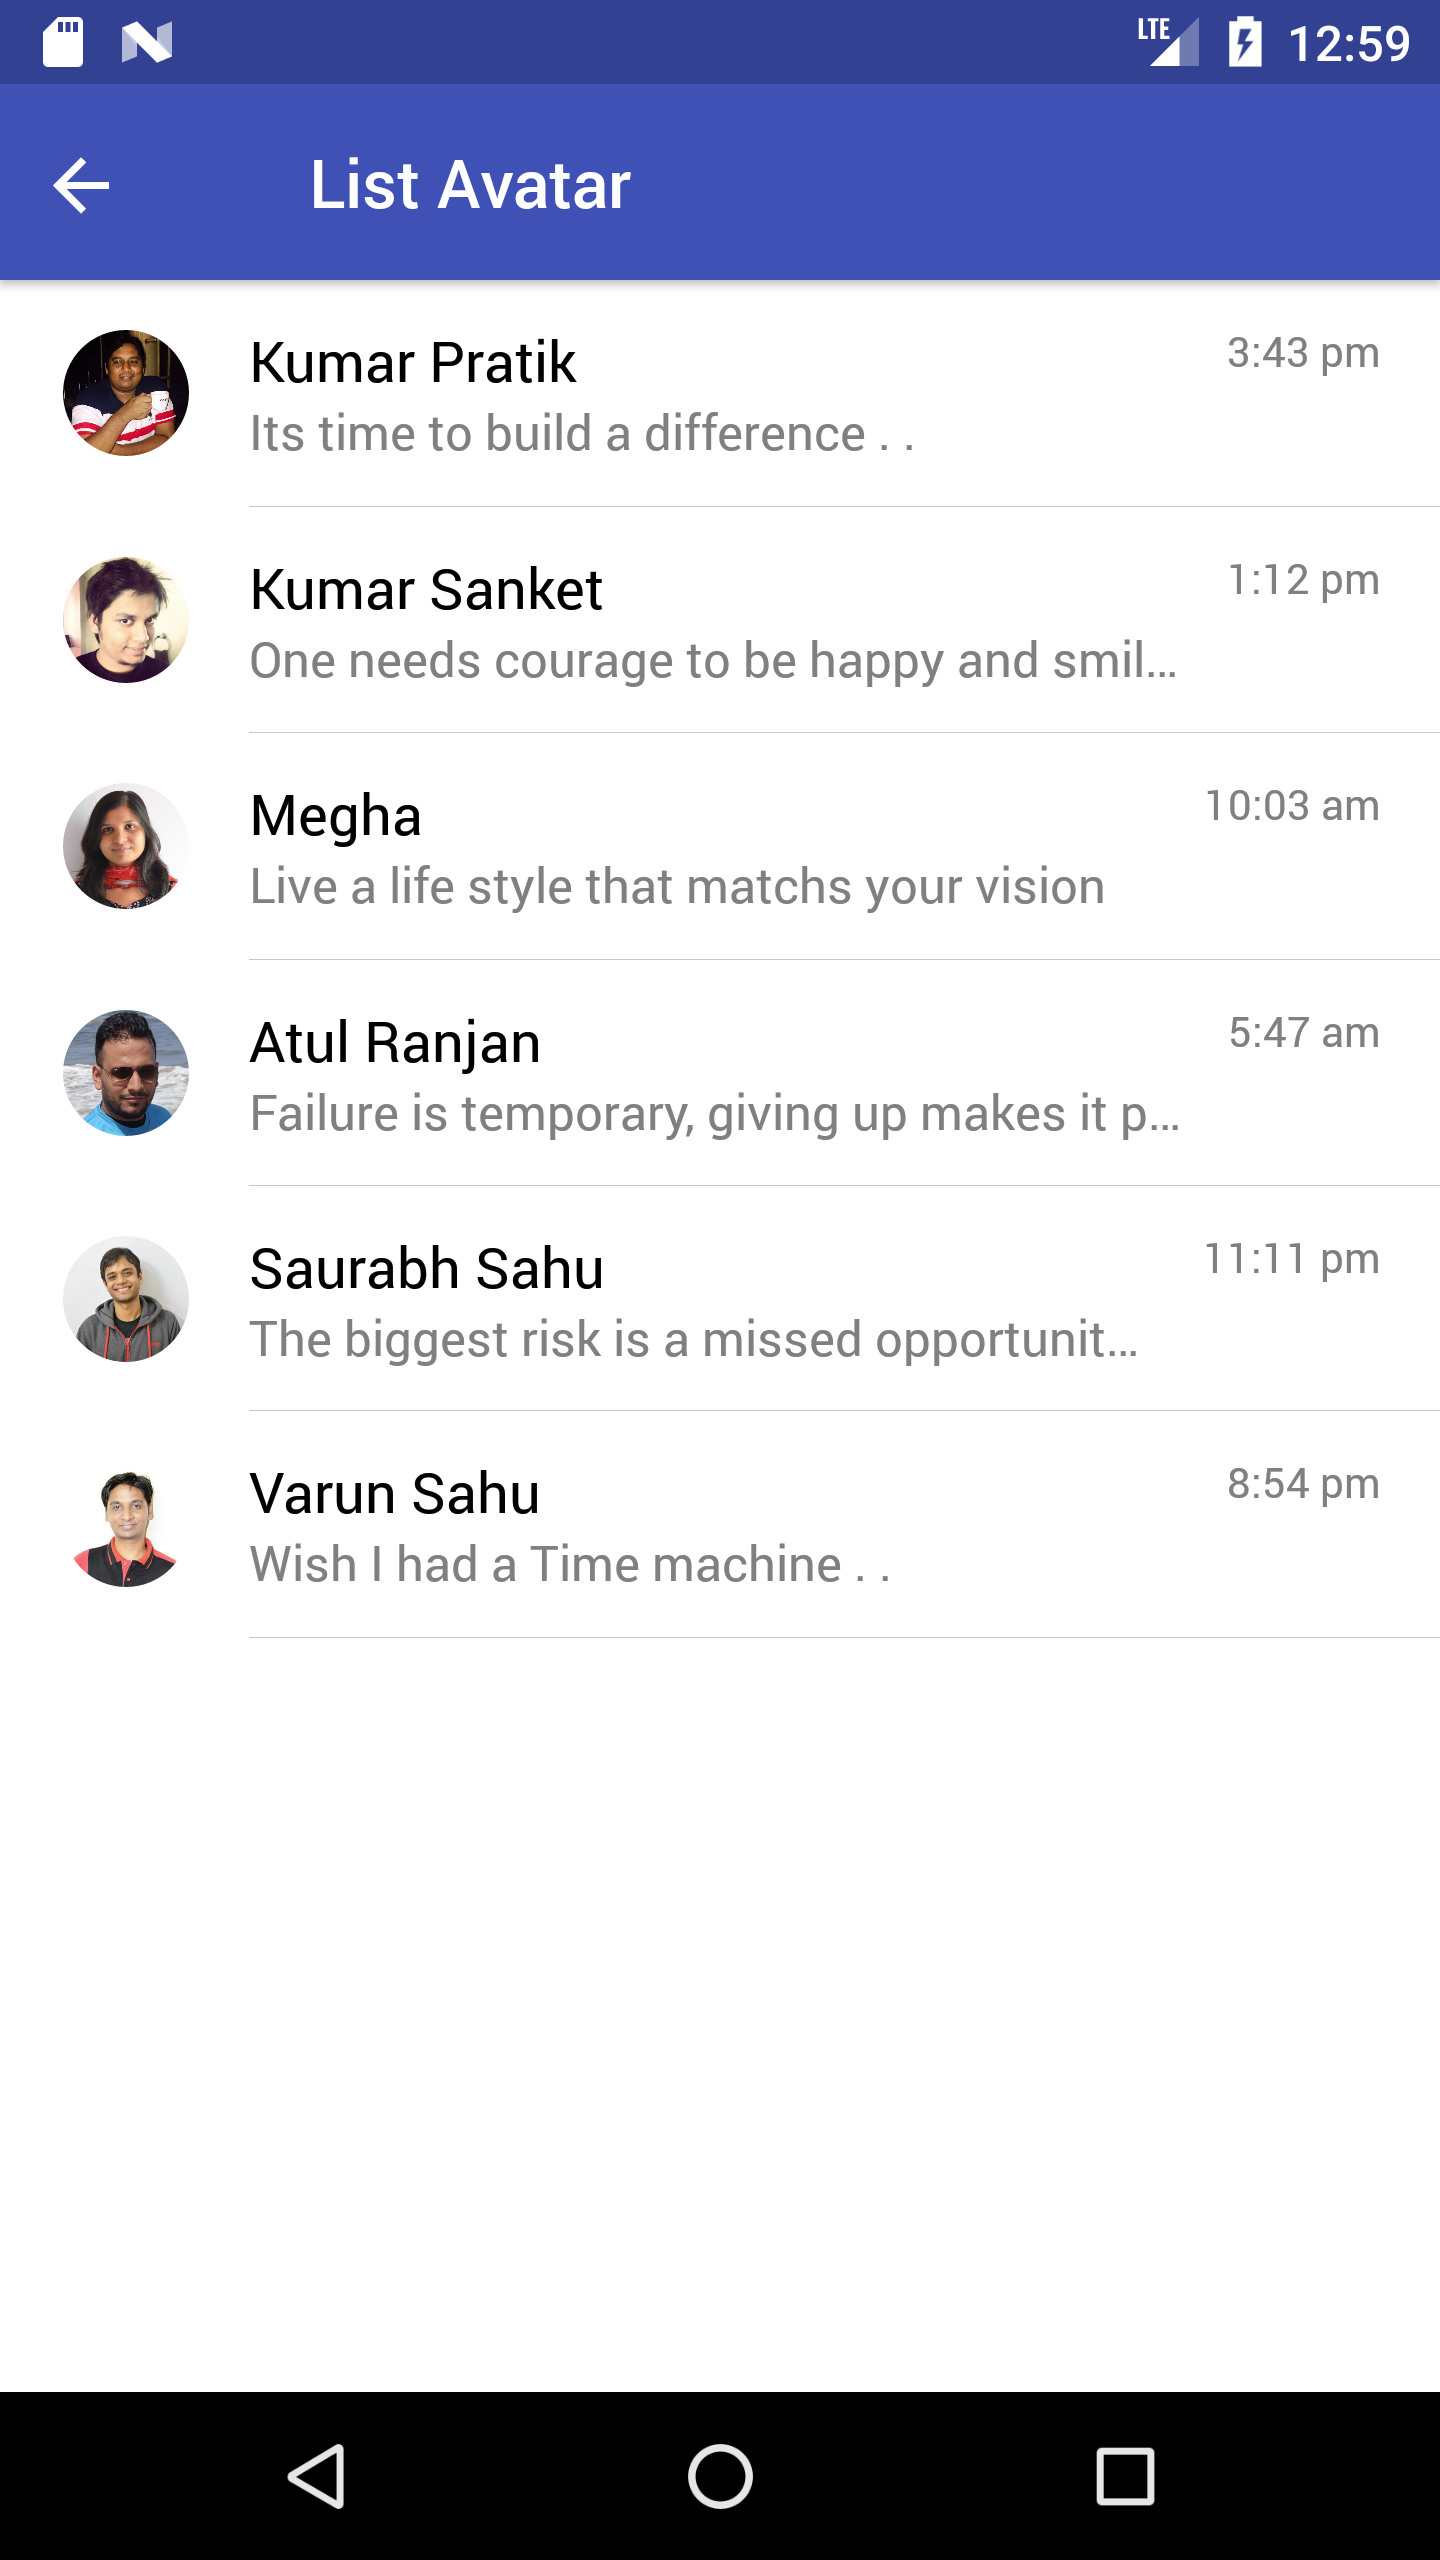 LTE 12:59
List Avatar
Kumar Pratik 3:43 pm
Its time to build a difference . .
Kumar Sanket 1:12 pm
One needs courage to be happy and smil...
Megha 10:03 am
Live a life style that matchs your vision
Atul Ranjan 5:47 am
Failure is temporary, giving up makes it p...
Saurabh Sahu 11:11 pm
The biggest risk is a missed opportunit...
Varun Sahu 8:54 pm
Wish I had a Time machine . .